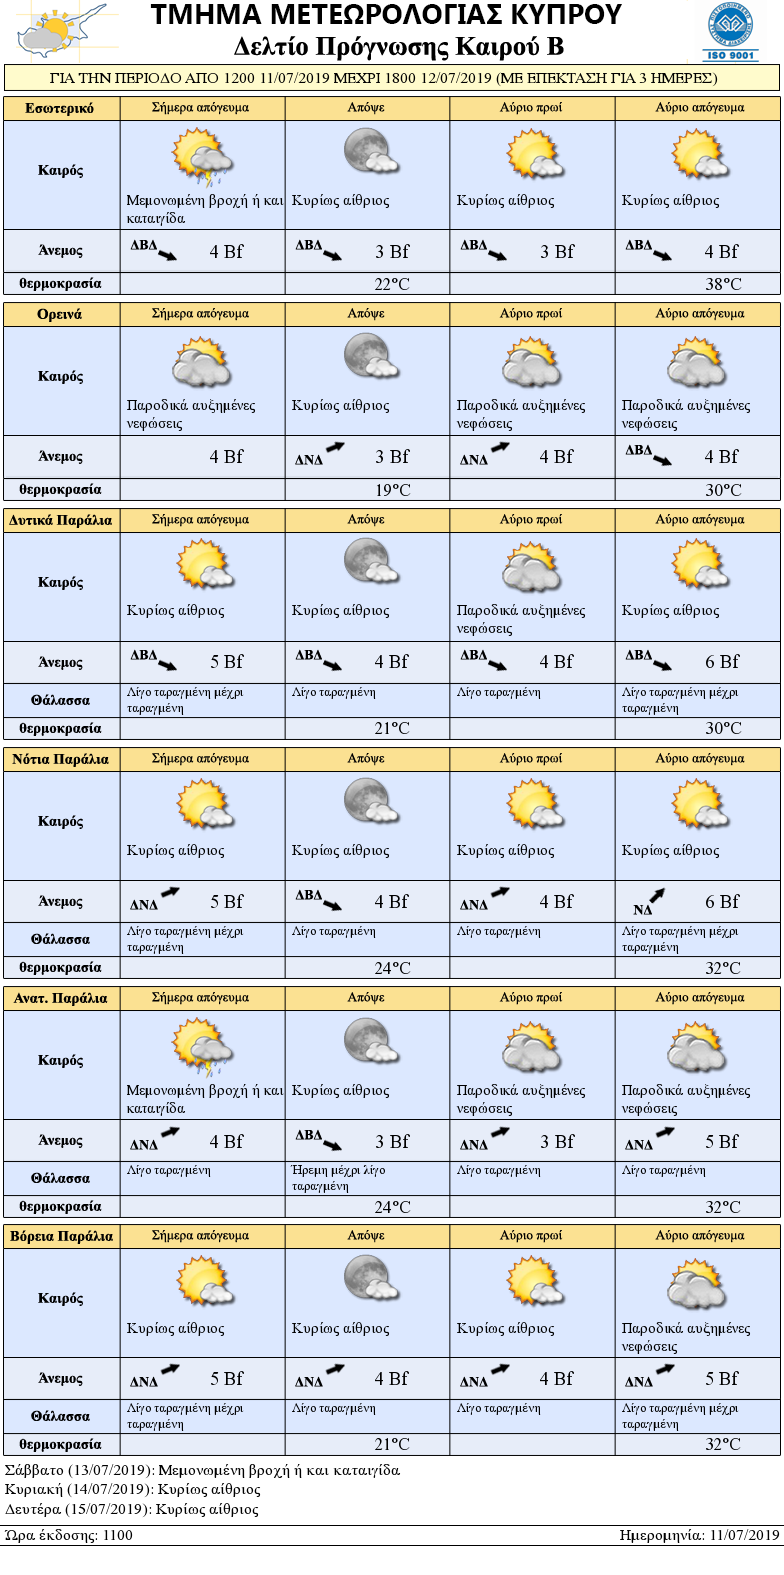 ΤΜΗΜΑ ΜΕΤΕΩΡΟΛΟΓΙΑΣ ΚΥΠΡΟΥ
Δελτίο Πρόγνωσης Καιρού Β
ISO 9001
ΓΙΑ ΤΗΝ ΠΕΡΙΟΔΟ ΑΠΟ 1200 11/07/2019 ΜΕΧΡΙ 1800 12/07/2019 (ΜΕ ΕΠΕΚΤΑΣΗ ΓΙΑ 3 ΗΜΕΡΕΣ)
Εσωτερικό Σήμερα απόγευμα Απόψε Αύριο πρωί Αύριο απόγευμα
Καιρός
Μεμονωμένη βροχή ή και Κυρίως αίθριος Κυρίως αίθριος Κυρίως αίθριος
καταιγίδα
Άνεμος ΔΒΔ 4 Bf ΔΒΔ 3 Bf ΔΒΔ 3 Bf ΔΒΔ 4 Bf
θερμοκρασία 22°C 38°C
Ορεινά Σήμερα απόγευμα Απόψε Αύριο πρωί Αύριο απόγευμα
Καιρός
Παροδικά αυξημένες Κυρίως αίθριος Παροδικά αυξημένες Παροδικά αυξημένες
νεφώσεις νεφώσεις νεφώσεις
Άνεμος 4 Bf ΔΝΔ 3 Bf ΔΝΔ 4 Bf ΔΒΔ 4 Bf
θερμοκρασία 19°C 30°C
Δυτικά Παράλια Σήμερα απόγευμα Απόψε Αύριο πρωί Αύριο απόγευμα
Καιρός
Κυρίως αίθριος Κυρίως αίθριος Παροδικά αυξημένες Κυρίως αίθριος
νεφώσεις
Άνεμος ΔΒΔ 5 Bf ΔΒΔ 4 Bf ΔΒΔ 4 Bf ΔΒΔ 6 Bf
Θάλασσα Λίγο ταραγμένη μέχρι Λίγο ταραγμένη Λίγο ταραγμένη Λίγο ταραγμένη μέχρι
ταραγμένη ταραγμένη
θερμοκρασία 21°C 30°C
Νότια Παράλια Σήμερα απόγευμα Απόψε Αύριο πρωί Αύριο απόγευμα
Καιρός
Κυρίως αίθριος Κυρίως αίθριος Κυρίως αίθριος Κυρίως αίθριος
Άνεμος ΔΝΔ 5 Bf ΔΒΔ 4 Bf ΔΝΔ 4 Bf ΝΔ 6 Bf
Θάλασσα Λίγο ταραγμένη μέχρι Λίγο ταραγμένη Λίγο ταραγμένη Λίγο ταραγμένη μέχρι
ταραγμένη ταραγμένη
θερμοκρασία 24°C 32°C
Ανατ. Παράλια Σήμερα απόγευμα Απόψε Αύριο πρωί Αύριο απόγευμα
Καιρός
Μεμονωμένη βροχή ή και Κυρίως αίθριος Παροδικά αυξημένες Παροδικά αυξημένες
καταιγίδα νεφώσεις νεφώσεις
Άνεμος ΔΝΔ 4 Bf ΔΒΔ 3 Bf ΔΝΔ 3 Bf ΔΝΔ 5 Bf
Θάλασσα Λίγο ταραγμένη Ήρεμη μέχρι λίγο Λίγο ταραγμένη Λίγο ταραγμένη
ταραγμένη
θερμοκρασία 24°C 32°C
Βόρεια Παράλια Σήμερα απόγευμα Απόψε Αύριο πρωί Αύριο απόγευμα
Καιρός
Κυρίως αίθριος Κυρίως αίθριος Κυρίως αίθριος Παροδικά αυξημένες
νεφώσεις
Άνεμος ΔΝΔ 5 Bf ΔΝΔ 4 Bf ΔΝΔ 4 Bf ΔΝΔ 5 Bf
Θάλασσα Λίγο ταραγμένη μέχρι Λίγο ταραγμένη Λίγο ταραγμένη Λίγο ταραγμένη μέχρι
ταραγμένη ταραγμένη
θερμοκρασία 21°C 32°C
Σάββατο (13/07/2019): Μεμονωμένη βροχή ή και καταιγίδα
Κυριακή (14/07/2019): Κυρίως αίθριος
Δευτέρα (15/07/2019): Κυρίως αίθριος
Ώρα έκδοσης: 1100 Ημερομηνία: 11/07/2019